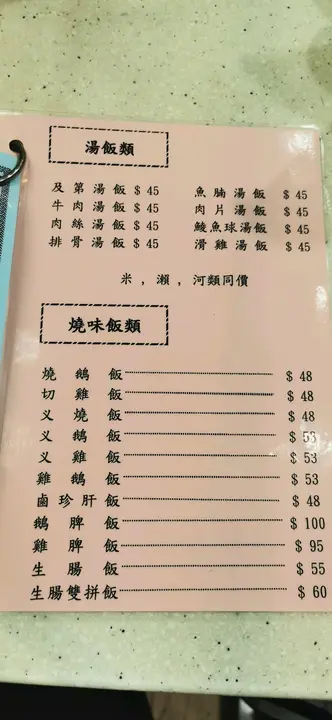 湯飯類
及第湯飯 $ 45 魚腩湯飯 $ 45
牛肉湯飯 $ 45 肉片湯飯 $ 45
肉絲湯飯 $ 45 鯪魚球湯飯 $ 45
排骨湯飯 $ 45 滑雞湯飯 $ 45
米，瀨，河類同價
燒味飯類
燒鵝飯 $ 48
切雞飯 $ 48
义燒飯 $ 48
义鵝飯 $ 53
义雞飯 $ 53
雞鵝飯 $ 53
鹵珍肝飯 $ 48
鵝脾飯 $ 100
雞脾飯 $ 95
生腸飯 $ 55
生腸雙拼飯 $ 60